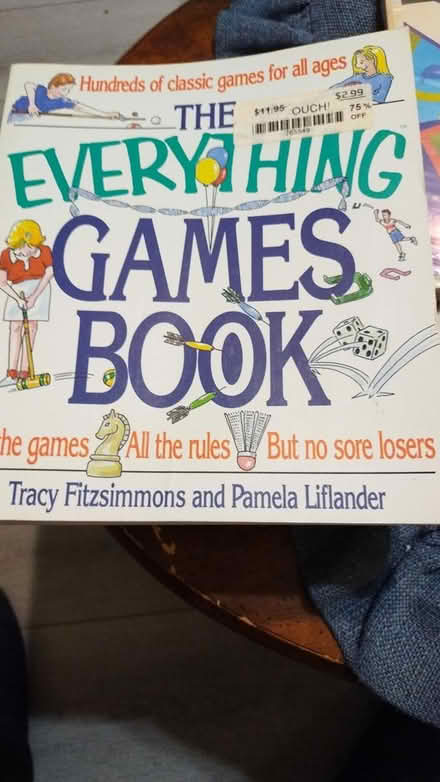 Hundreds of classic games for all ages
$11.95 OUCH! $2.99
75% OFF
765549
THE
EVERYTHING
GAMES
BOOK
the games All the rules But no sore losers
Tracy Fitzsimmons and Pamela Liflander